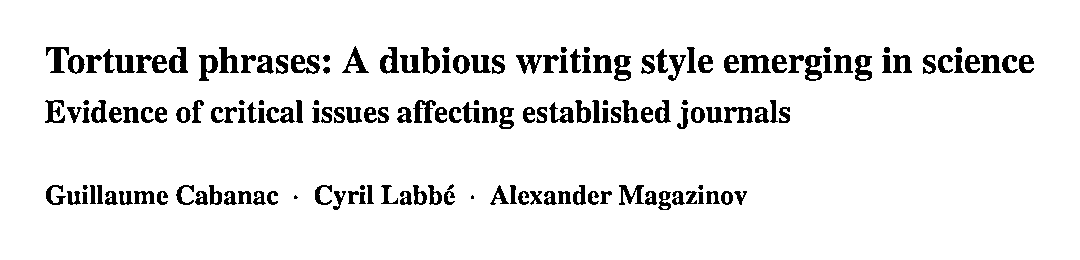 Tortured phrases: A dubious writing style emerging in science
Evidence of critical issues affecting established journals
Guillaume Cabanac · Cyril Labbé · Alexander Magazinov